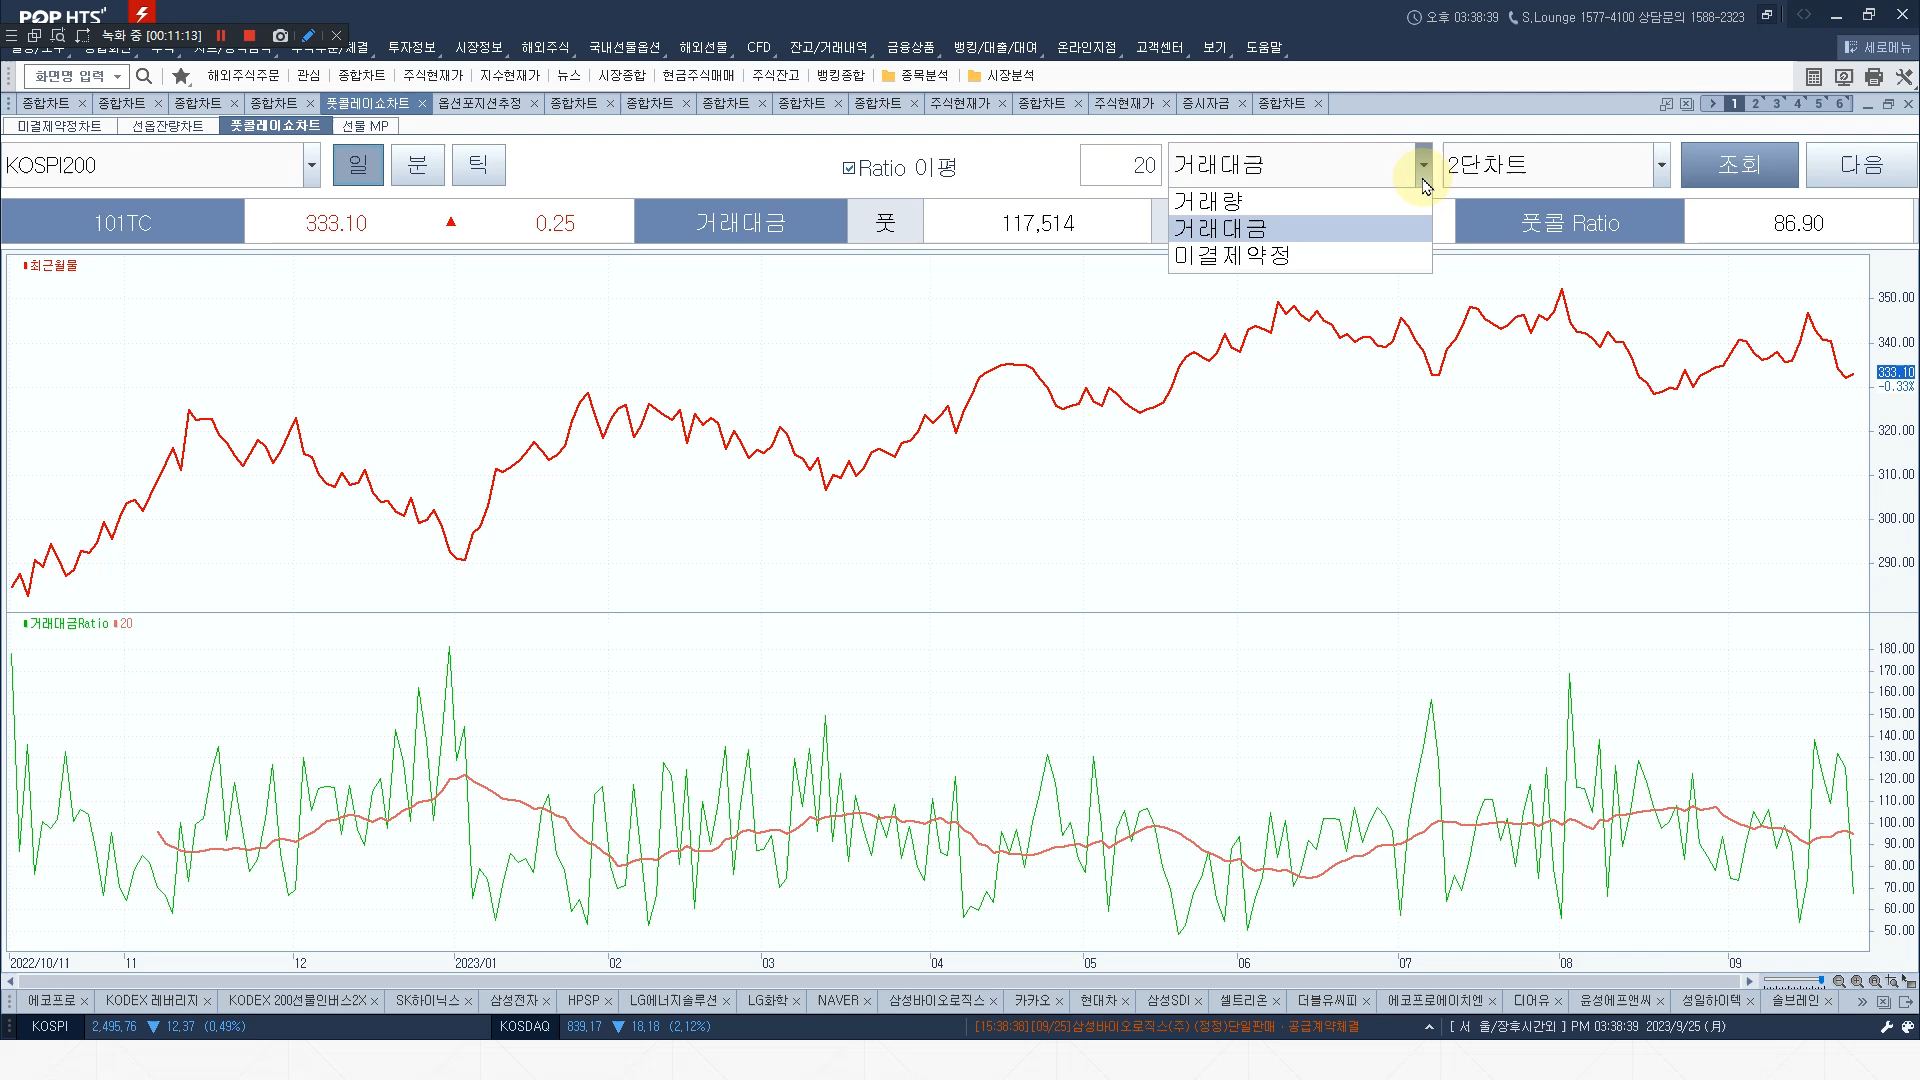 POP HTS
오후 03:38:39 S.Lounge 1577-4100 상담문의 1588-2323
녹화 중 [00:11:13]
투자정보 시장정보 해외주식 국내선물옵션 해외선물 CFD 잔고/거래내역 금융상품 뱅킹/대출/대여 온라인지점 고객센터 보기 도움말 세로메뉴
화면명 입력 해외주식주문 관심 종합차트 주식현재가 지수현재가 뉴스 시장종합 현금주식매매 주식잔고 뱅킹종합 종목분석 시장분석
종합차트 종합차트 종합차트 종합차트 풋콜레이쇼차트 옵션포지션추정 종합차트 종합차트 종합차트 종합차트 종합차트 주식현재가 종합차트 주식현재가 증시자금 종합차트 1 2 3 4 5 6
미결제약정차트 선옵잔량차트 풋콜레이쇼차트 선물 MP
KOSPI200 일 분 틱 Ratio 이평 20 거래대금 2단차트 조회 다음
거래량
거래대금
미결제약정
101TC 333.10 ▲ 0.25 거래대금 풋 117,514 풋콜 Ratio 86.90
최근월물
350.00
340.00
333.10
-0.33%
320.00
310.00
300.00
290.00
거래대금Ratio 20
180.00
170.00
160.00
150.00
140.00
130.00
120.00
110.00
100.00
90.00
80.00
70.00
60.00
50.00
2022/10/11 11 12 2023/01 02 03 04 05 06 07 08 09
에코프로 KODEX 레버리지 KODEX 200선물인버스2X SK하이닉스 삼성전자 HPSP LG에너지솔루션 LG화학 NAVER 삼성바이오로직스 카카오 현대차 삼성SDI 셀트리온 더블유씨피 에코프로에이치엔 디어유 윤성에프앤씨 성일하이텍 솔브레인
KOSPI 2,495,76 ▼ 12,37 (0,49%) KOSDAQ 839,17 ▼ 18,18 (2,12%) [15:38:38][09/25]삼성바이오로직스(주) (정정)단일판매ㆍ공급계약체결 [ 서 울/장후시간외 ] PM 03:38:39 2023/9/25 (月)